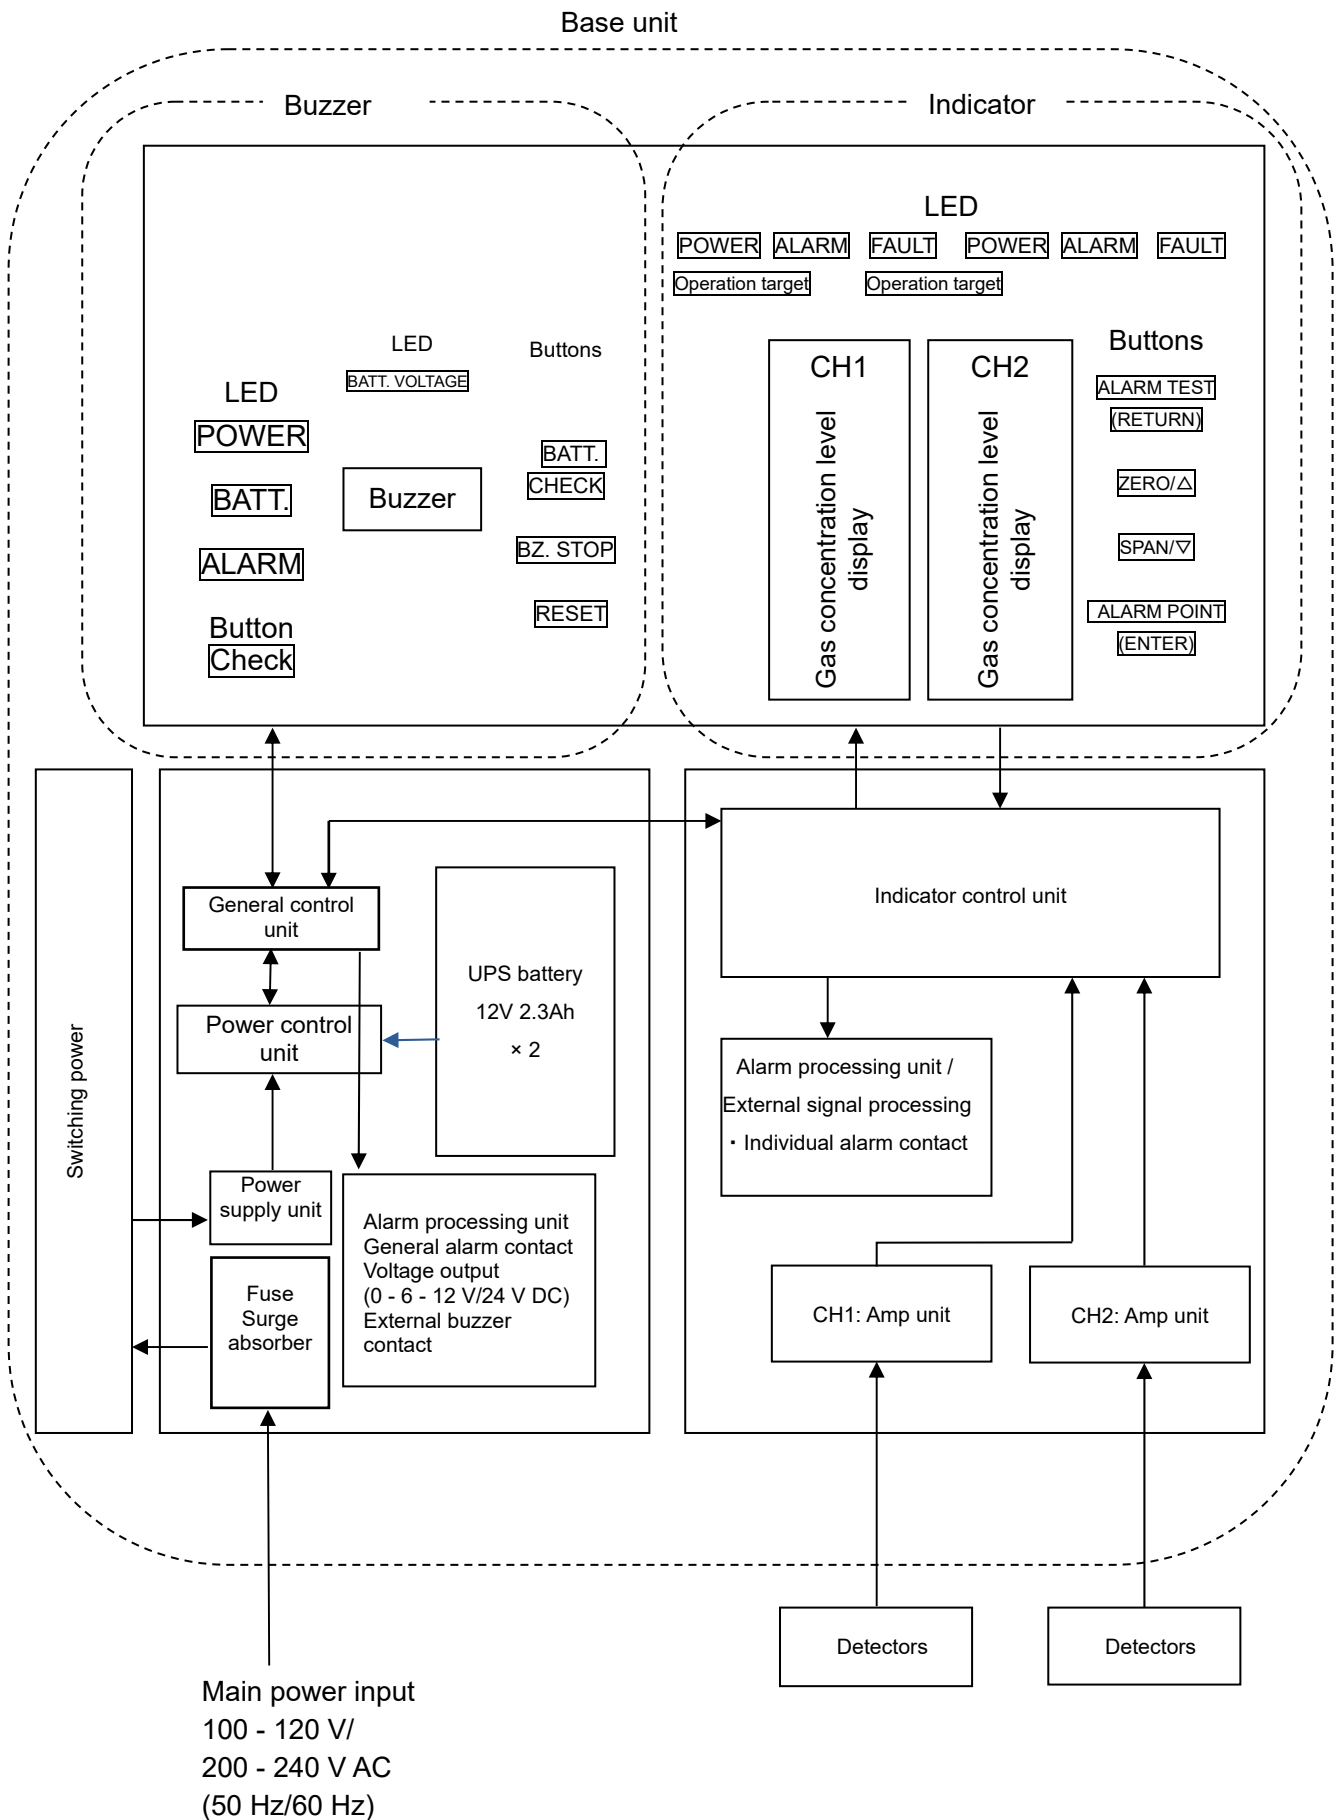 Base unit
Buzzer
Indicator
LED
POWER ALARM FAULT POWER ALARM FAULT
Operation target Operation target
LED
BATT. VOLTAGE
Buttons
LED
POWER
BATT.
ALARM
Button
Check
Buzzer
BATT.
CHECK
BZ. STOP
RESET
CH1
Gas concentration level
display
CH2
Gas concentration level
display
Buttons
ALARM TEST
(RETURN)
ZERO/△
SPAN/▽
ALARM POINT
(ENTER)
Switching power
General control
unit
Power control
unit
UPS battery
12V 2.3Ah
× 2
Power
supply unit
Fuse
Surge
absorber
Alarm processing unit
General alarm contact
Voltage output
(0 - 6 - 12 V/24 V DC)
External buzzer
contact
Indicator control unit
Alarm processing unit /
External signal processing
・Individual alarm contact
CH1: Amp unit
CH2: Amp unit
Detectors
Detectors
Main power input
100 - 120 V/
200 - 240 V AC
(50 Hz/60 Hz)